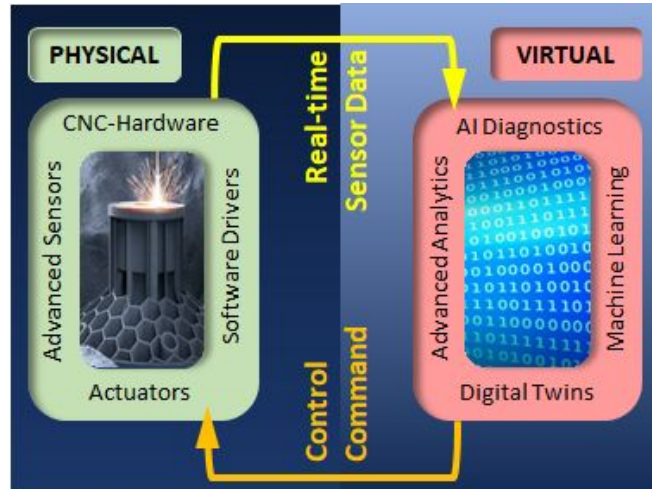 PHYSICAL
VIRTUAL
CNC-Hardware
Advanced Sensors
Software Drivers
Actuators
Real-time
Sensor Data
Control
Command
AI Diagnostics
Advanced Analytics
Machine Learning
Digital Twins